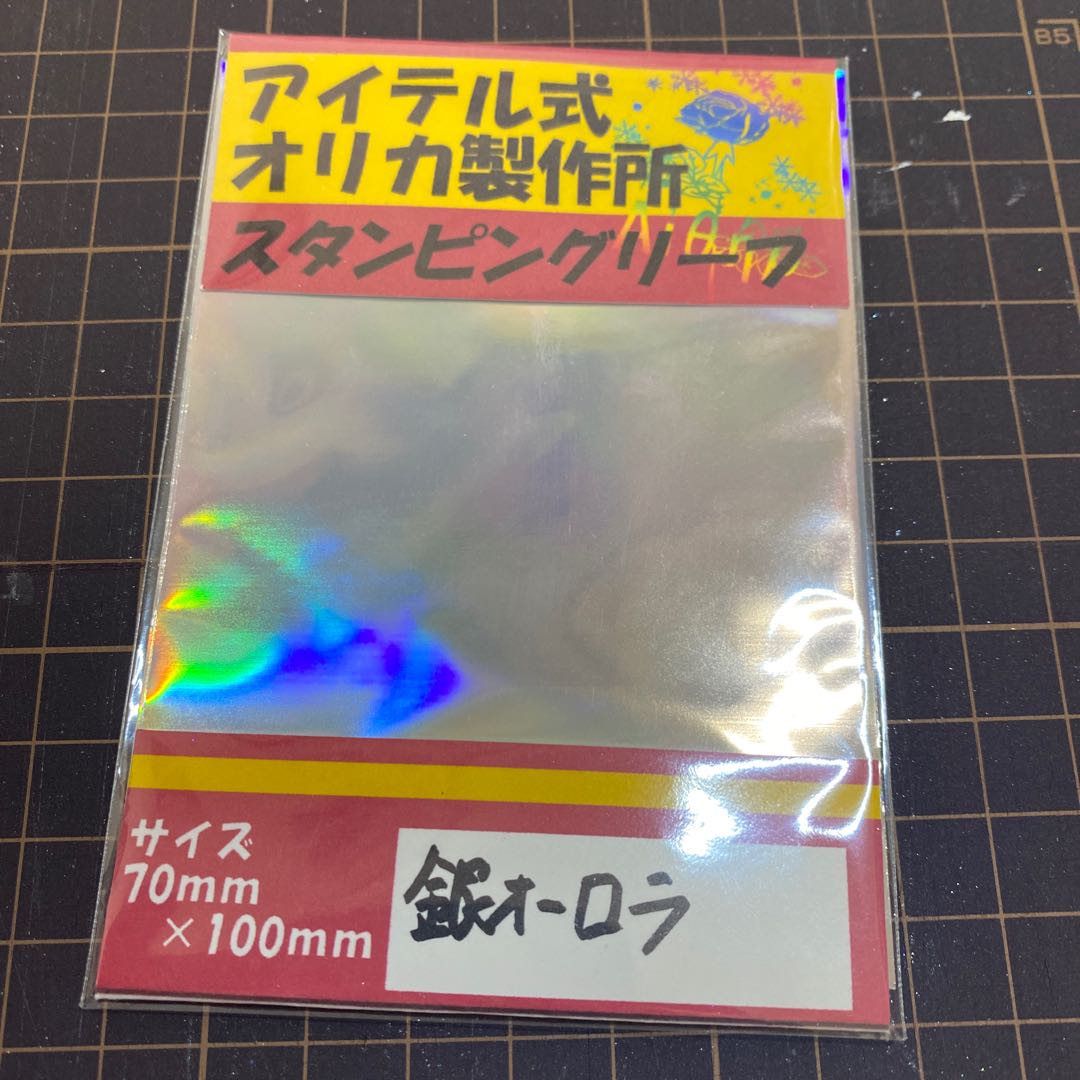 B5
アイテル式
オリカ製作所
スタンピングリーフ
サイズ
70mm
×100mm
銀オーロラ